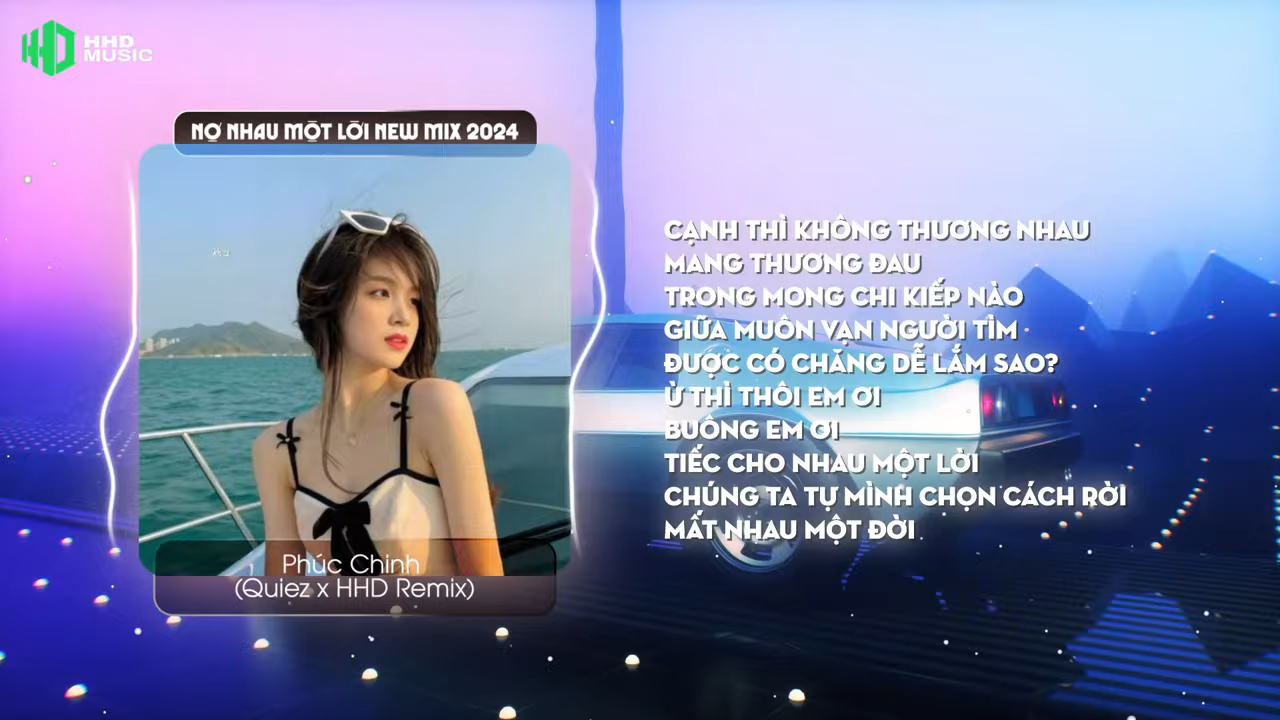 HHD
MUSIC
NỢ NHAU MỘT LỜI NEW MIX 2024
Phúc Chinh
(Quiez x HHD Remix)
CẠNH THÌ KHÔNG THƯƠNG NHAU
MANG THƯƠNG ĐAU
TRONG MONG CHI KIẾP NÀO
GIỮA MUÔN VẠN NGƯỜI TÌM
ĐƯỢC CÓ CHĂNG DỄ LẮM SAO?
Ừ THÌ THÔI EM ƠI
BUÔNG EM ƠI
TIẾC CHO NHAU MỘT LỜI
CHÚNG TA TỰ MÌNH CHỌN CÁCH RỜI
MẤT NHAU MỘT ĐỜI